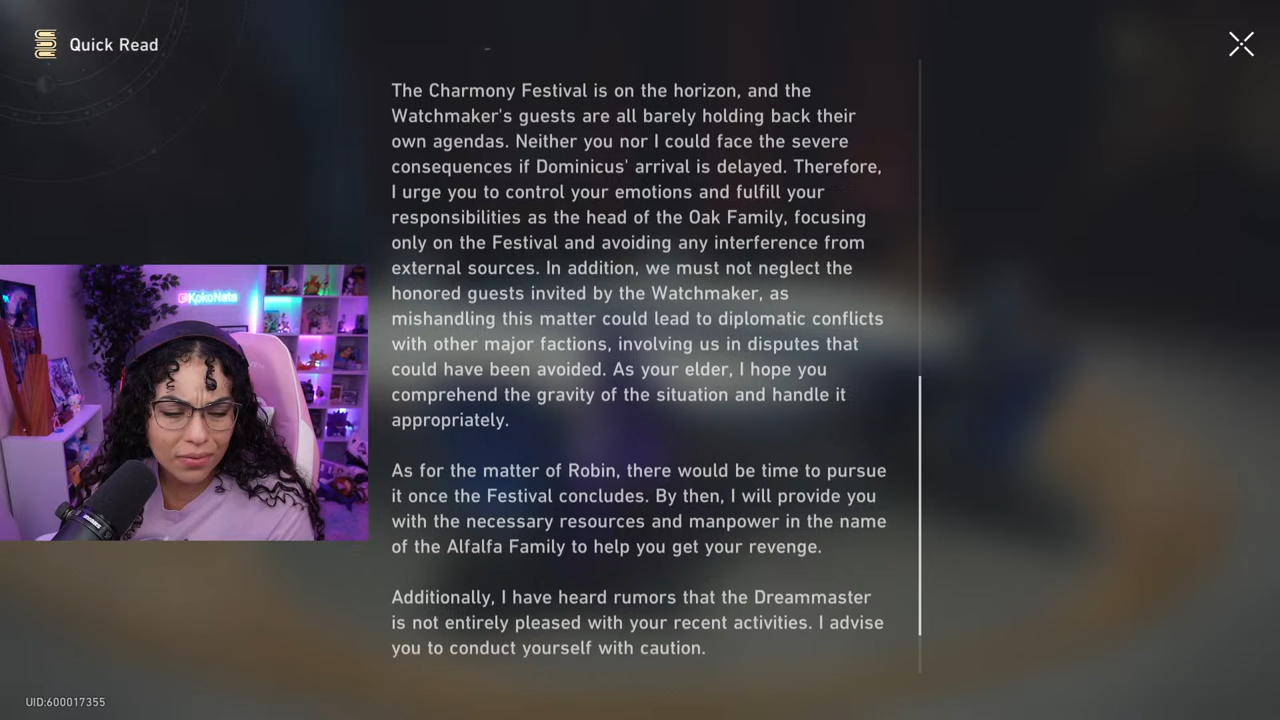 Quick Read
The Charmony Festival is on the horizon, and the
Watchmaker's guests are all barely holding back their
own agendas. Neither you nor I could face the severe
consequences if Dominicus' arrival is delayed. Therefore,
I urge you to control your emotions and fulfill your
responsibilities as the head of the Oak Family, focusing
only on the Festival and avoiding any interference from
external sources. In addition, we must not neglect the
honored guests invited by the Watchmaker, as
mishandling this matter could lead to diplomatic conflicts
with other major factions, involving us in disputes that
could have been avoided. As your elder, I hope you
comprehend the gravity of the situation and handle it
appropriately.
As for the matter of Robin, there would be time to pursue
it once the Festival concludes. By then, I will provide you
with the necessary resources and manpower in the name
of the Alfalfa Family to help you get your revenge.
Additionally, I have heard rumors that the Dreammaster
is not entirely pleased with your recent activities. I advise
you to conduct yourself with caution.
@KokoNata
UID:600017355